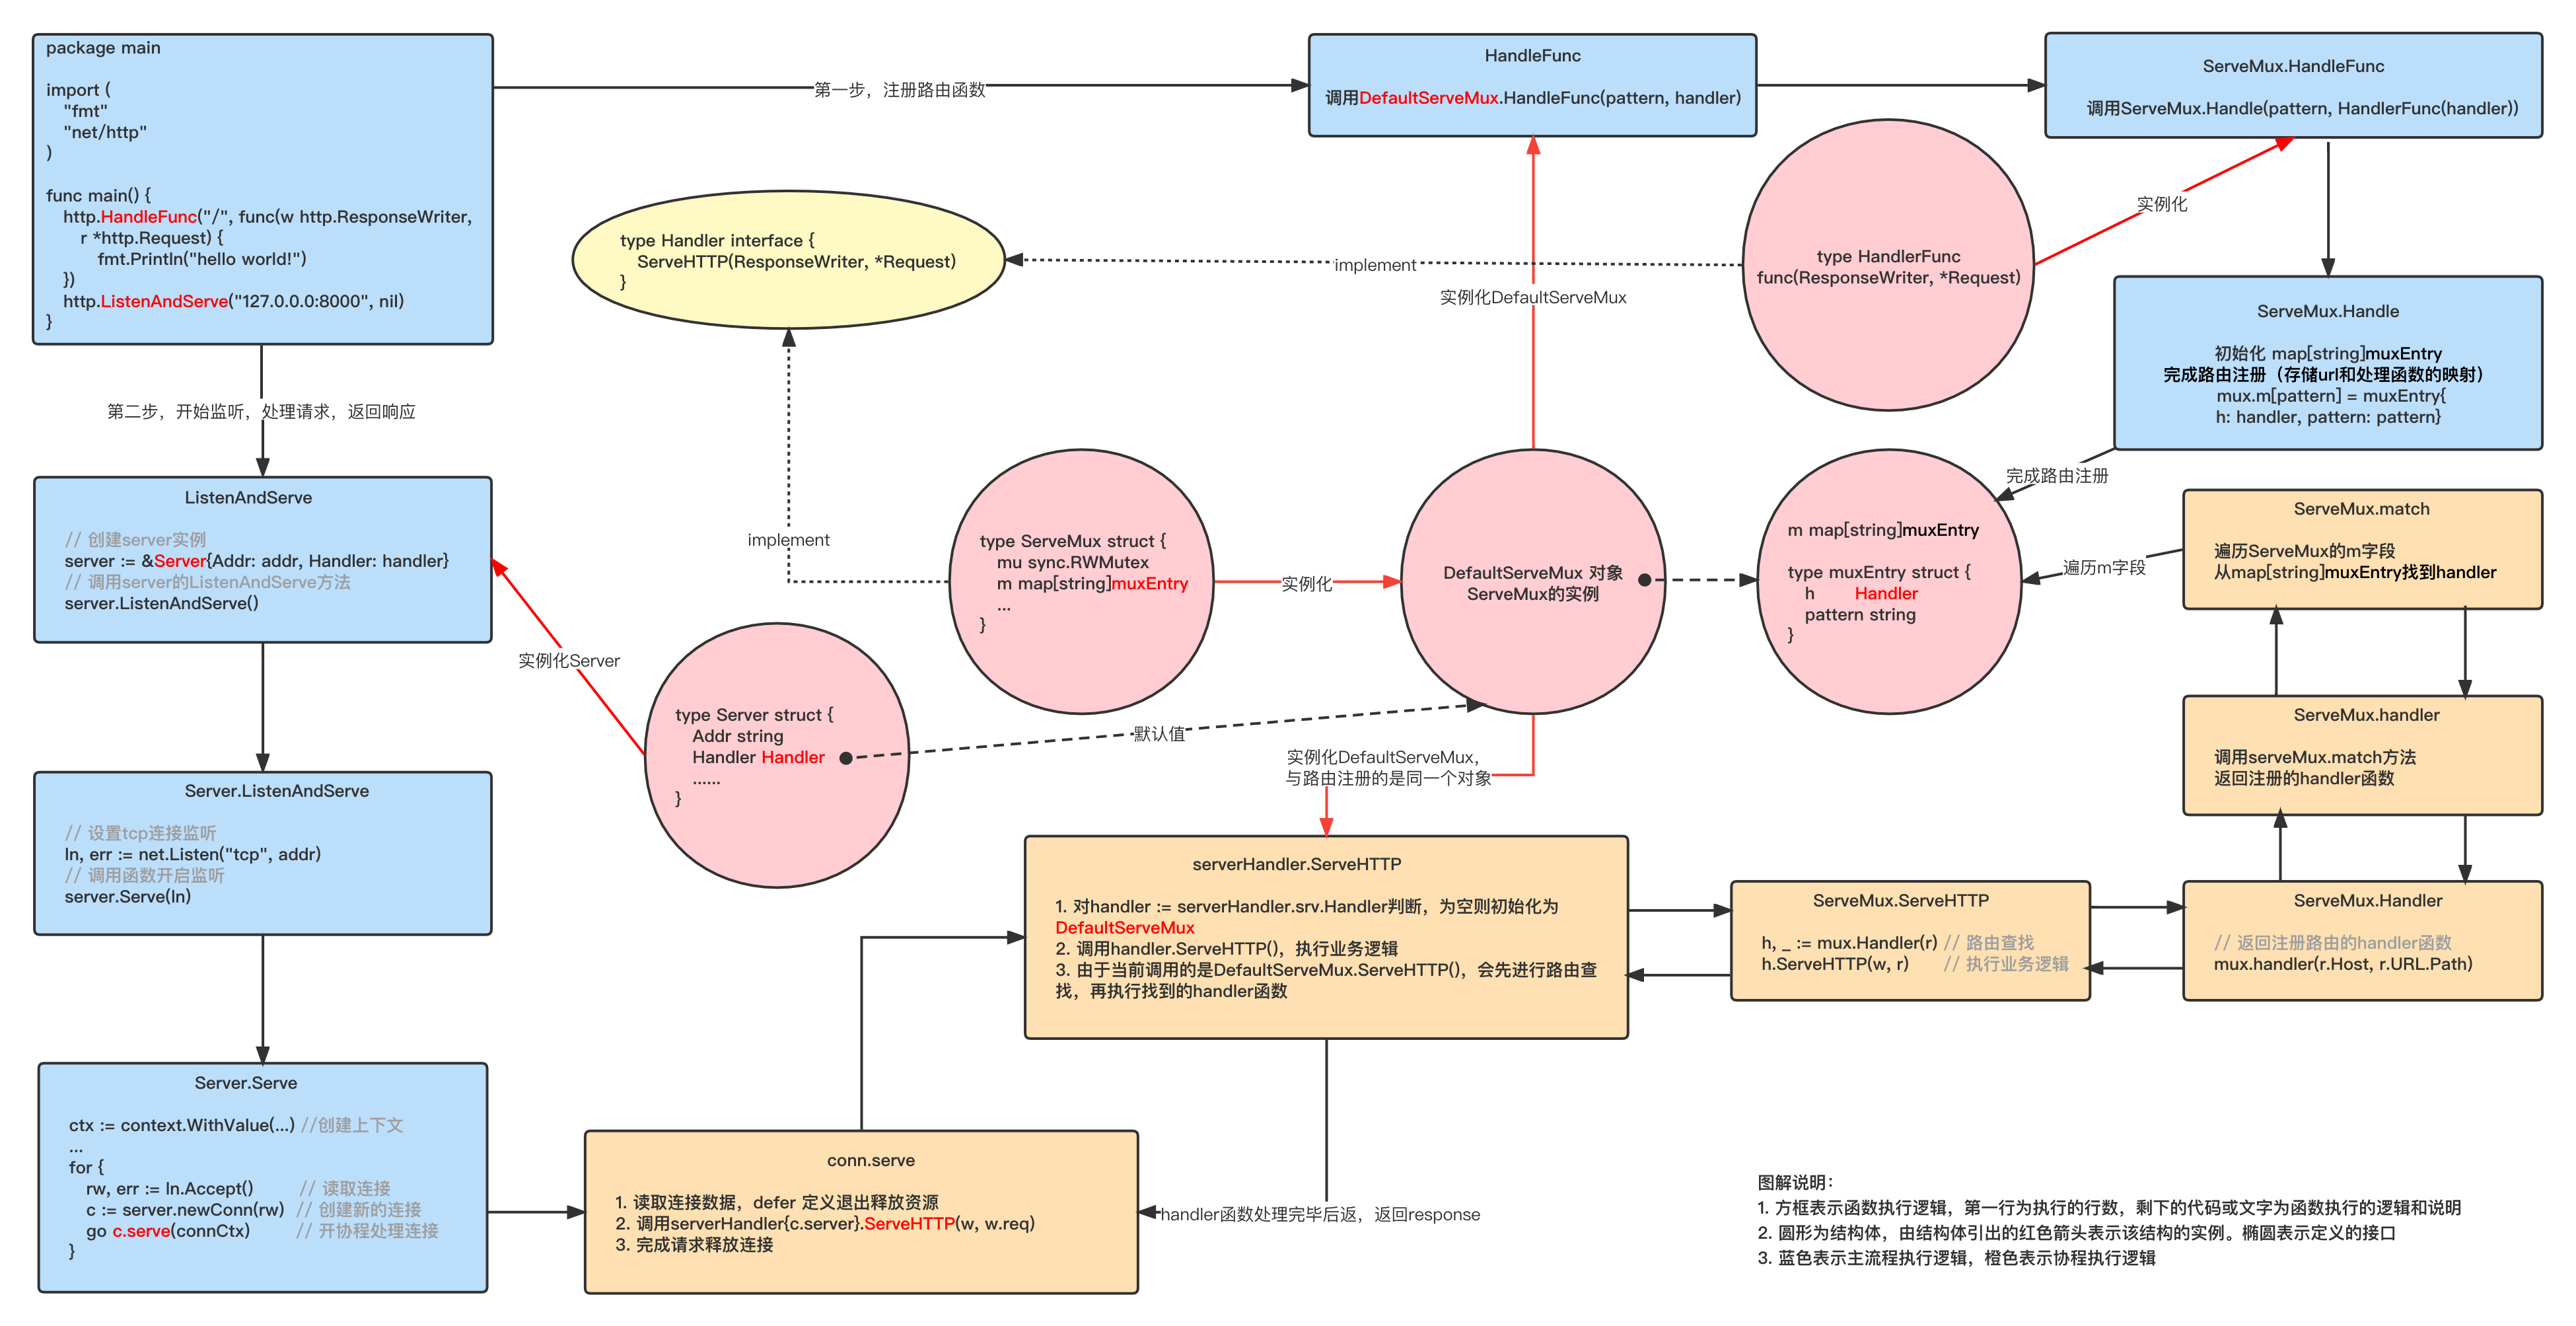 package main
import (
"fmt"
"net/http"
)
func main() {
http.HandleFunc("/", func(w http.ResponseWriter,
r *http.Request) {
fmt.Println("hello world!")
})
http.ListenAndServe("127.0.0.0:8000", nil)
}
第一步，注册路由函数
HandleFunc
调用DefaultServeMux.HandleFunc(pattern, handler)
ServeMux.HandleFunc
调用ServeMux.Handle(pattern, HandlerFunc(handler))
实例化
type Handler interface {
ServeHTTP(ResponseWriter, *Request)
}
implement
实例化DefaultServeMux
type HandlerFunc
func(ResponseWriter, *Request)
ServeMux.Handle
初始化 map[string]muxEntry
完成路由注册（存储url和处理函数的映射）
mux.m[pattern] = muxEntry{
h: handler, pattern: pattern}
第二步，开始监听，处理请求，返回响应
完成路由注册
ListenAndServe
// 创建server实例
server := &Server{Addr: addr, Handler: handler}
// 调用server的ListenAndServe方法
server.ListenAndServe()
implement
type ServeMux struct {
mu sync.RWMutex
m map[string]muxEntry
...
}
实例化
DefaultServeMux 对象
ServeMux的实例
m map[string]muxEntry
type muxEntry struct {
h Handler
pattern string
}
遍历m字段
ServeMux.match
遍历ServeMux的m字段
从map[string]muxEntry找到handler
实例化Server
type Server struct {
Addr string
Handler Handler
......
}
默认值
实例化DefaultServeMux，
与路由注册的是同一个对象
ServeMux.handler
调用serveMux.match方法
返回注册的handler函数
Server.ListenAndServe
// 设置tcp连接监听
ln, err := net.Listen("tcp", addr)
// 调用函数开启监听
server.Serve(ln)
serverHandler.ServeHTTP
1. 对handler := serverHandler.srv.Handler判断，为空则初始化为
DefaultServeMux
2. 调用handler.ServeHTTP()，执行业务逻辑
3. 由于当前调用的是DefaultServeMux.ServeHTTP()，会先进行路由查
找，再执行找到的handler函数
ServeMux.ServeHTTP
h, _ := mux.Handler(r) // 路由查找
h.ServeHTTP(w, r) // 执行业务逻辑
ServeMux.Handler
// 返回注册路由的handler函数
mux.handler(r.Host, r.URL.Path)
Server.Serve
ctx := context.WithValue(...) //创建上下文
...
for {
rw, err := ln.Accept() // 读取连接
c := server.newConn(rw) // 创建新的连接
go c.serve(connCtx) // 开协程处理连接
}
conn.serve
1. 读取连接数据，defer 定义退出释放资源
2. 调用serverHandler{c.server}.ServeHTTP(w, w.req)
3. 完成请求释放连接
handler函数处理完毕后返，返回response
图解说明：
1. 方框表示函数执行逻辑，第一行为执行的行数，剩下的代码或文字为函数执行的逻辑和说明
2. 圆形为结构体，由结构体引出的红色箭头表示该结构的实例。椭圆表示定义的接口
3. 蓝色表示主流程执行逻辑，橙色表示协程执行逻辑